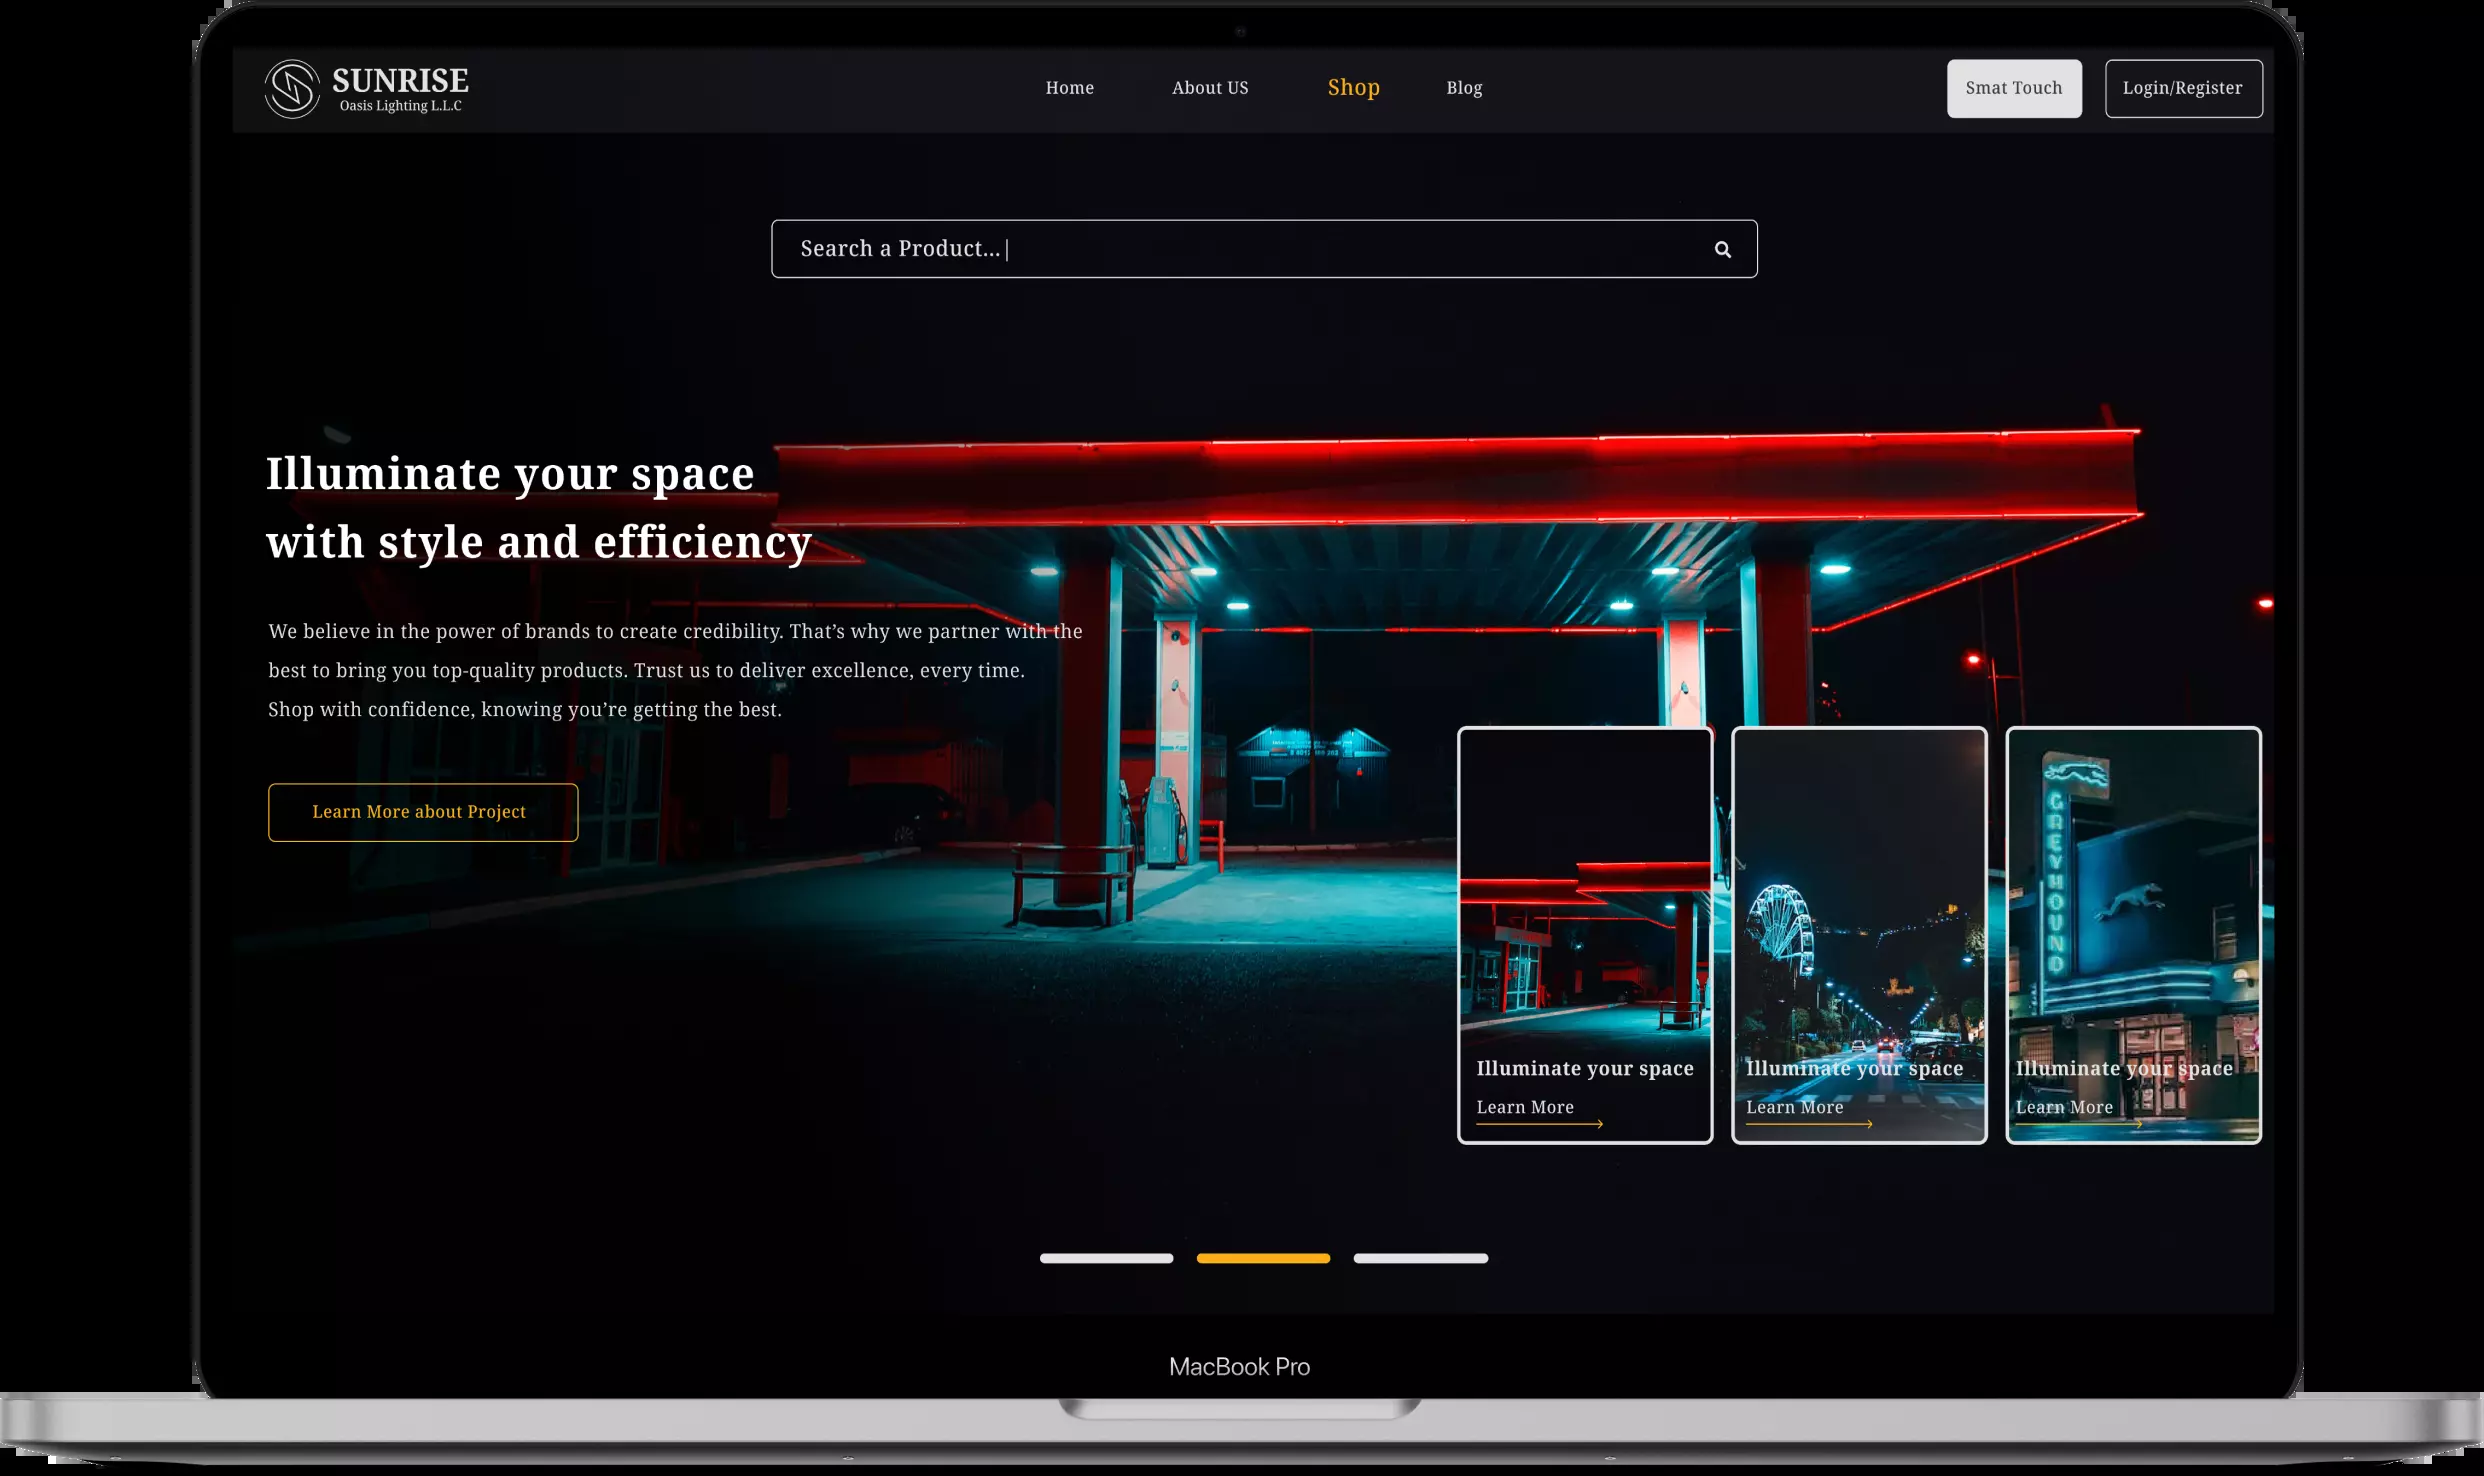 SUNRISE
Oasis Lighting L.L.C
Home
About US
Shop
Blog
Smat Touch
Login/Register
Search a Product...
Illuminate your space
with style and efficiency
We believe in the power of brands to create credibility. That’s why we partner with the
best to bring you top-quality products. Trust us to deliver excellence, every time.
Shop with confidence, knowing you’re getting the best.
Learn More about Project
GREYHOUND
Illuminate your space
Learn More
Illuminate your space
Learn More
Illuminate your space
Learn More
MacBook Pro